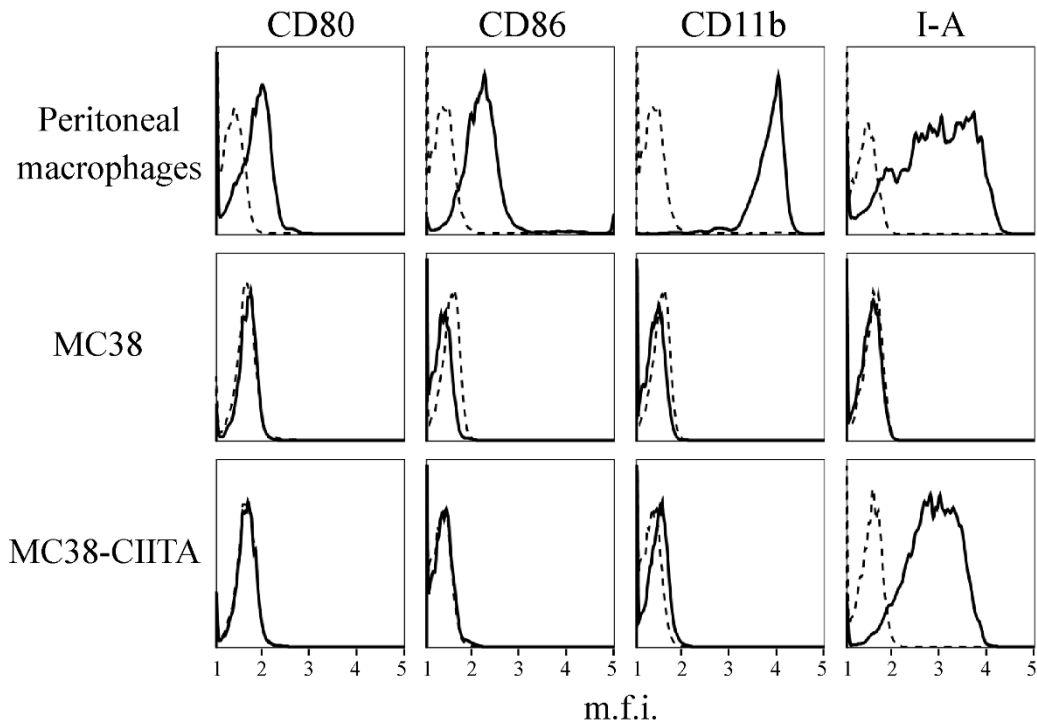 CD80 CD86 CD11b I-A
Peritoneal
macrophages
MC38
MC38-CIITA
1 2 3 4 5 1 2 3 4 5 1 2 3 4 5 1 2 3 4 5
m.f.i.